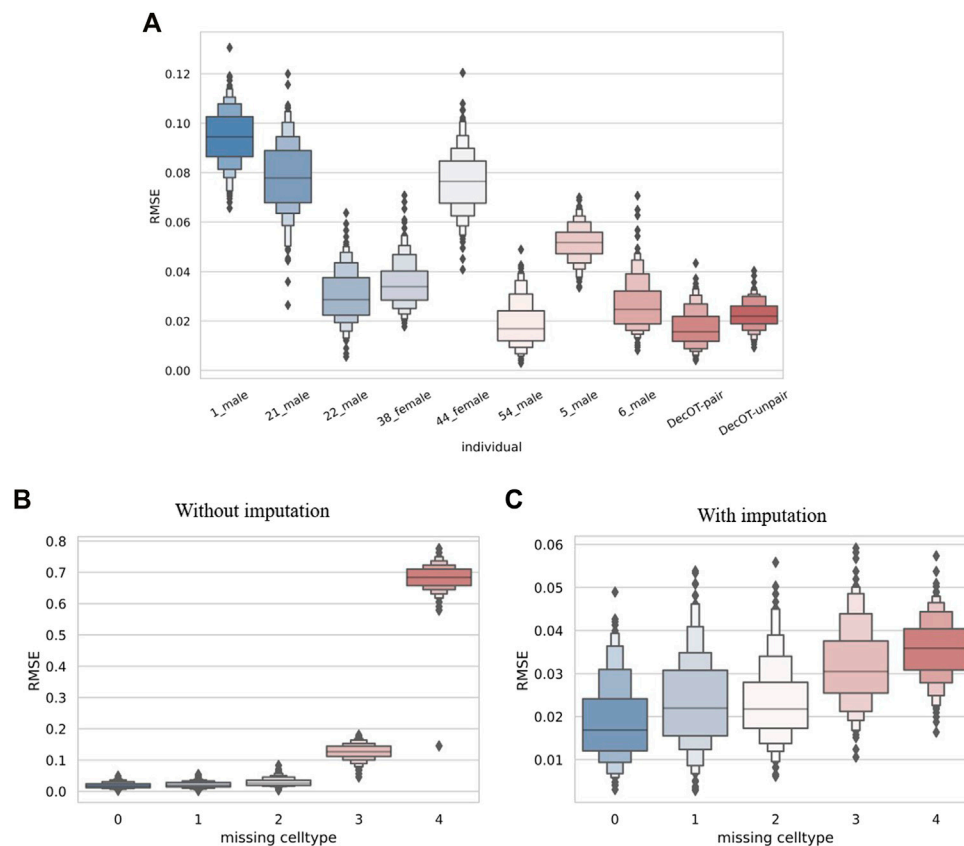 A
0.12
0.10
0.08
0.06
0.04
0.02
0.00
RMSE
1_male
21_male
22_male
38_female
44_female
54_male
5_male
6_male
DecOT-pair
DecOT-unpair
individual
B
Without imputation
0.8
0.7
0.6
0.5
0.4
0.3
0.2
0.1
0.0
RMSE
0 1 2 3 4
missing celltype
C
With imputation
0.06
0.05
0.04
0.03
0.02
0.01
RMSE
0 1 2 3 4
missing celltype